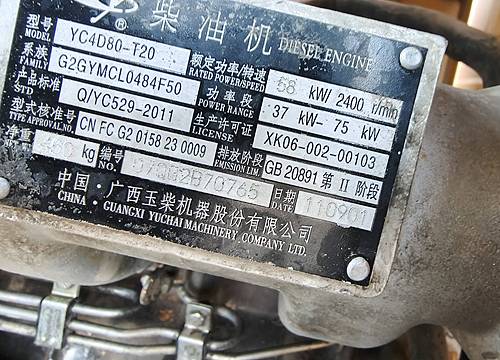 柴油机 DIESEL ENGINE
®
型号 MODEL YC4D80-T20 额定功率/转速 RATED POWER/SPEED 58 kW/ 2400 r/min
系族 FAMILY G2GYMCL0484F50 功率段 POWER RANGE 37 kW- 75 kW
产品标准 STD Q/YC529-2011 生产许可证 LICENSE XK06-002-00103
型式核准号 TYPE APPROVAL NO. CN FC G2 0158 23 0009 排放阶段 EMISSION LIM. GB 20891 第 II 阶段
净重 kg 编号 NO. 日期 DATE 110901
中国:广西玉柴机器股份有限公司
CHINA: GUANGXI YUCHAI MACHINERY COMPANY LTD.